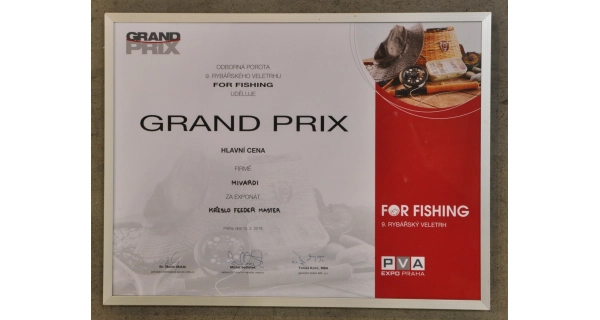 GRAND
PRIX
ODBORNÁ POROTA
9. RYBÁŘSKÉHO VELETRHU
FOR FISHING
UDĚLUJE
GRAND PRIX
HLAVNÍ CENA
FIRMĚ
MIVARDI
ZA EXPONÁT
KŘESLO FEEDER MASTER
FOR FISHING
9. RYBÁŘSKÝ VELETRH
PVA
EXPO PRAHA